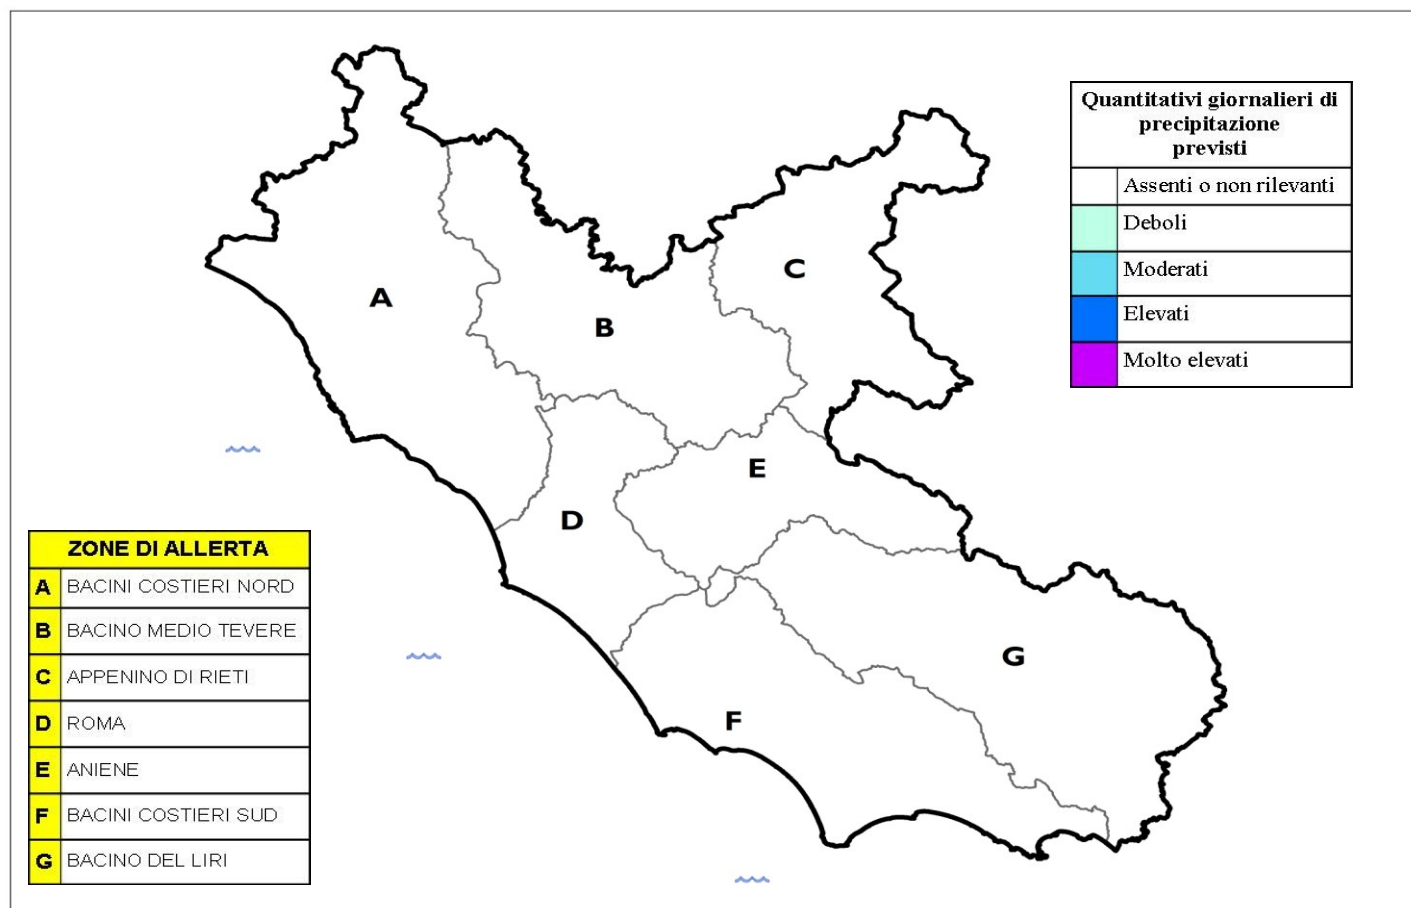 Quantitativi giornalieri di
precipitazione
previsti
Assenti o non rilevanti
Deboli
Moderati
Elevati
Molto elevati
A
B
C
D
E
F
G
ZONE DI ALLERTA
A BACINI COSTIERI NORD
B BACINO MEDIO TEVERE
C APPENINO DI RIETI
D ROMA
E ANIENE
F BACINI COSTIERI SUD
G BACINO DEL LIRI